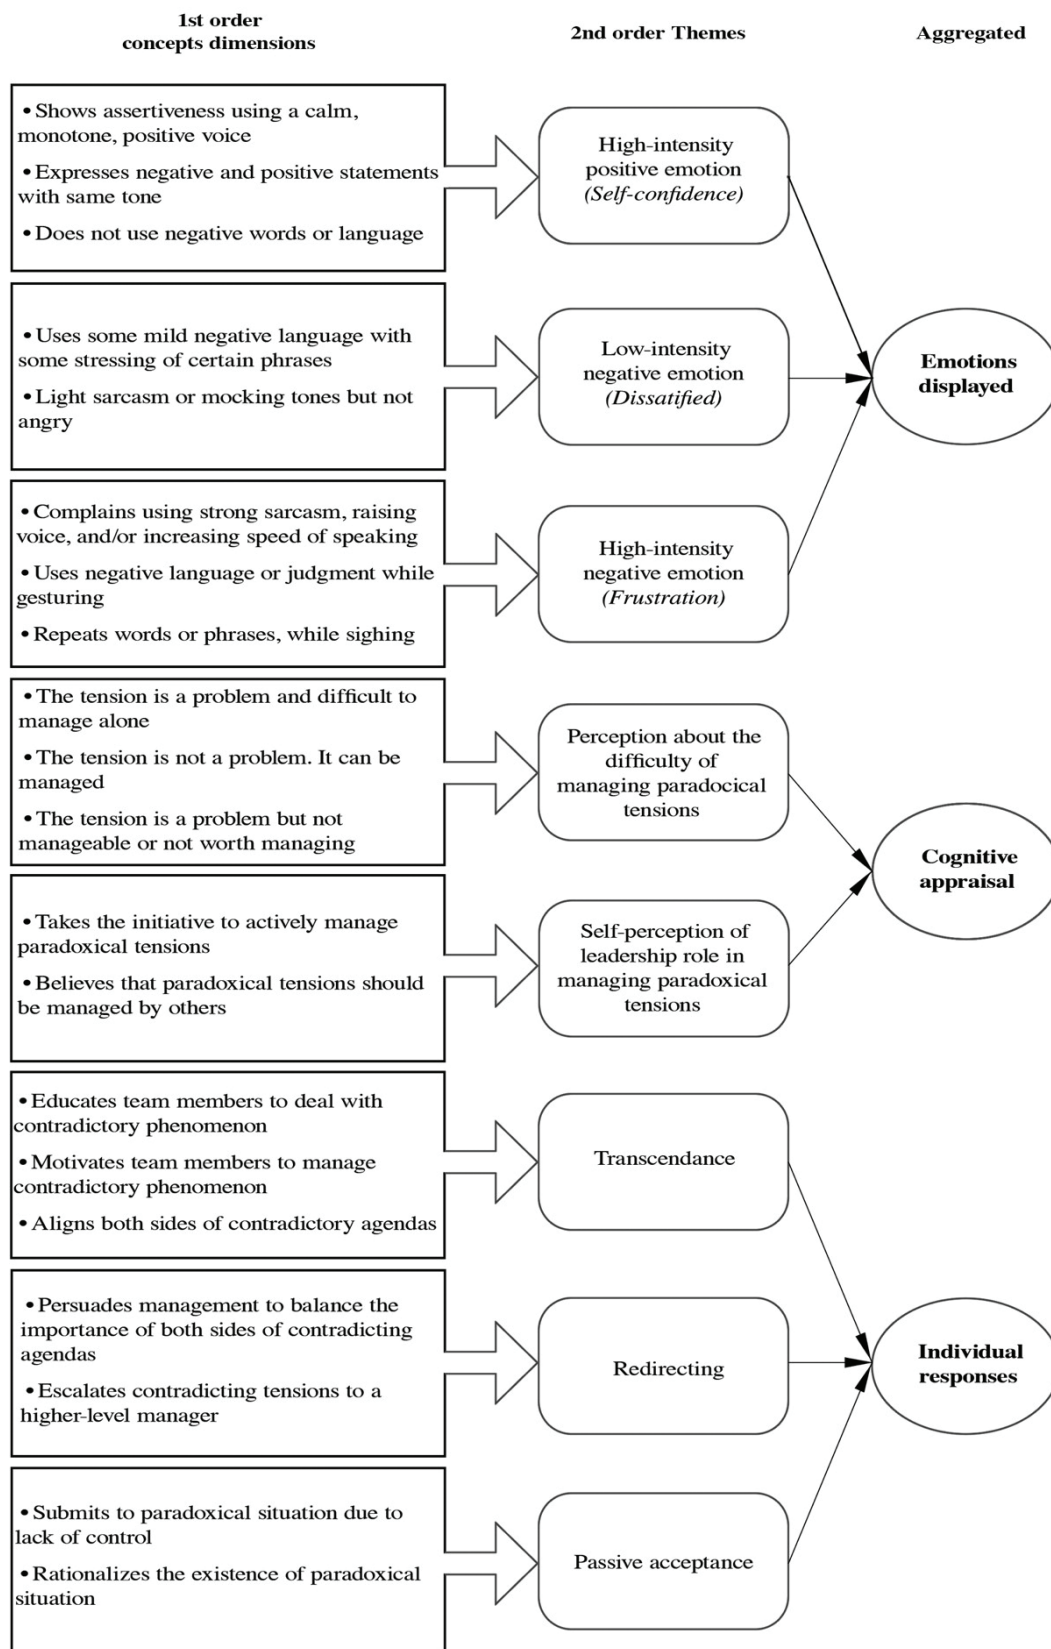 1st order
concepts dimensions
2nd order Themes
Aggregated
• Shows assertiveness using a calm,
monotone, positive voice
• Expresses negative and positive statements
with same tone
• Does not use negative words or language
High-intensity
positive emotion
(Self-confidence)
• Uses some mild negative language with
some stressing of certain phrases
• Light sarcasm or mocking tones but not
angry
Low-intensity
negative emotion
(Dissatified)
Emotions
displayed
• Complains using strong sarcasm, raising
voice, and/or increasing speed of speaking
• Uses negative language or judgment while
gesturing
• Repeats words or phrases, while sighing
High-intensity
negative emotion
(Frustration)
• The tension is a problem and difficult to
manage alone
• The tension is not a problem. It can be
managed
• The tension is a problem but not
manageable or not worth managing
Perception about the
difficulty of
managing paradocical
tensions
Cognitive
appraisal
• Takes the initiative to actively manage
paradoxical tensions
• Believes that paradoxical tensions should
be managed by others
Self-perception of
leadership role in
managing paradoxical
tensions
• Educates team members to deal with
contradictory phenomenon
• Motivates team members to manage
contradictory phenomenon
• Aligns both sides of contradictory agendas
Transcendance
• Persuades management to balance the
importance of both sides of contradicting
agendas
• Escalates contradicting tensions to a
higher-level manager
Redirecting
Individual
responses
• Submits to paradoxical situation due to
lack of control
• Rationalizes the existence of paradoxical
situation
Passive acceptance